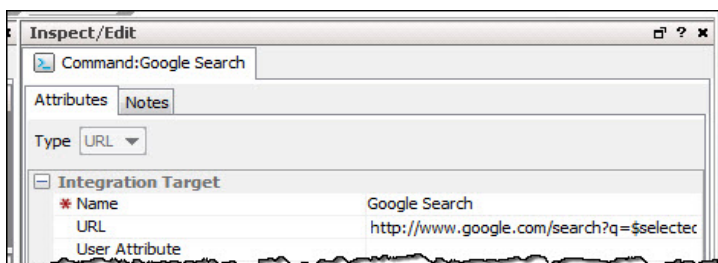 Inspect/Edit
Command:Google Search
Attributes Notes
Type URL
Integration Target
* Name Google Search
URL http://www.google.com/search?q=$selected
User Attribute